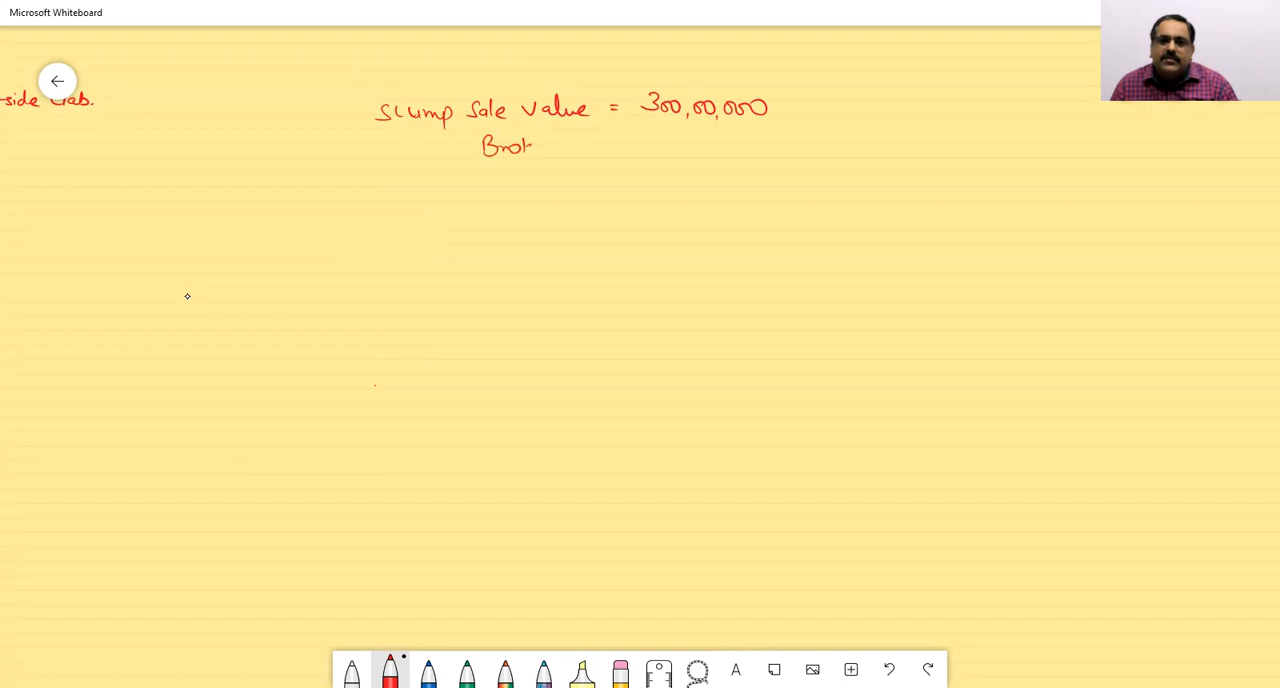 Microsoft Whiteboard
-side Liab.
Slump Sale Value = 300,00,000
Brok
A